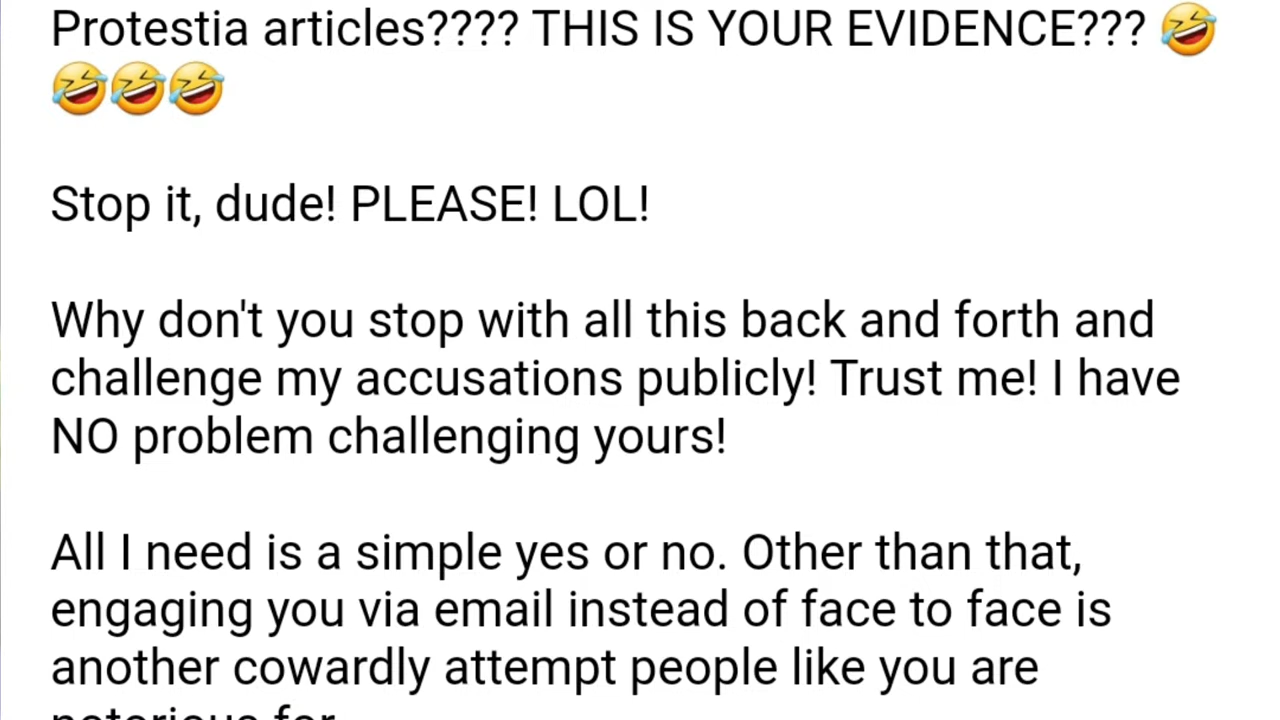 Protestia articles???? THIS IS YOUR EVIDENCE??? 🤣
🤣🤣🤣
Stop it, dude! PLEASE! LOL!
Why don't you stop with all this back and forth and
challenge my accusations publicly! Trust me! I have
NO problem challenging yours!
All I need is a simple yes or no. Other than that,
engaging you via email instead of face to face is
another cowardly attempt people like you are
notorious for